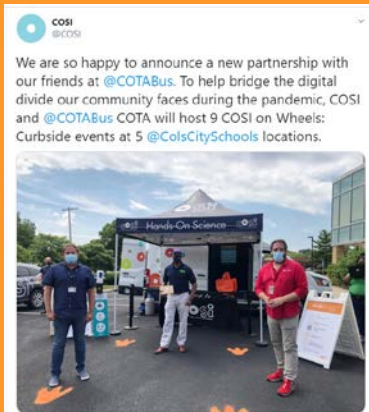 COSI
@COSI
We are so happy to announce a new partnership with
our friends at @COTABus. To help bridge the digital
divide our community faces during the pandemic, COSI
and @COTABus COTA will host 9 COSI on Wheels:
Curbside events at 5 @ColsCitySchools locations.
Hands-On Science